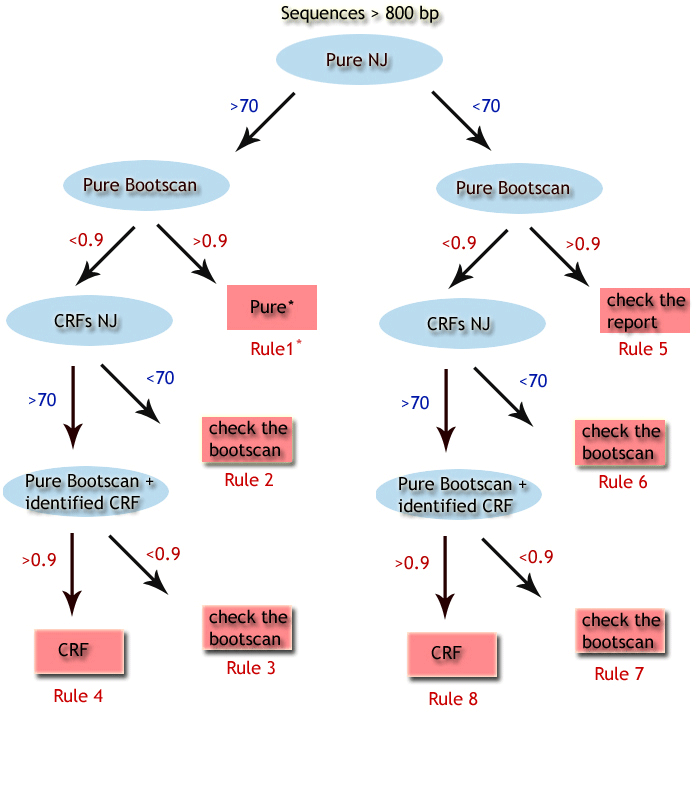 Sequences > 800 bp
Pure NJ
>70
<70
Pure Bootscan
Pure Bootscan
<0.9
>0.9
<0.9
>0.9
CRFs NJ
Pure*
Rule1*
CRFs NJ
check the
report
Rule 5
>70
<70
>70
<70
check the
bootscan
Rule 2
check the
bootscan
Rule 6
Pure Bootscan +
identified CRF
Pure Bootscan +
identified CRF
>0.9
<0.9
>0.9
<0.9
CRF
Rule 4
check the
bootscan
Rule 3
CRF
Rule 8
check the
bootscan
Rule 7